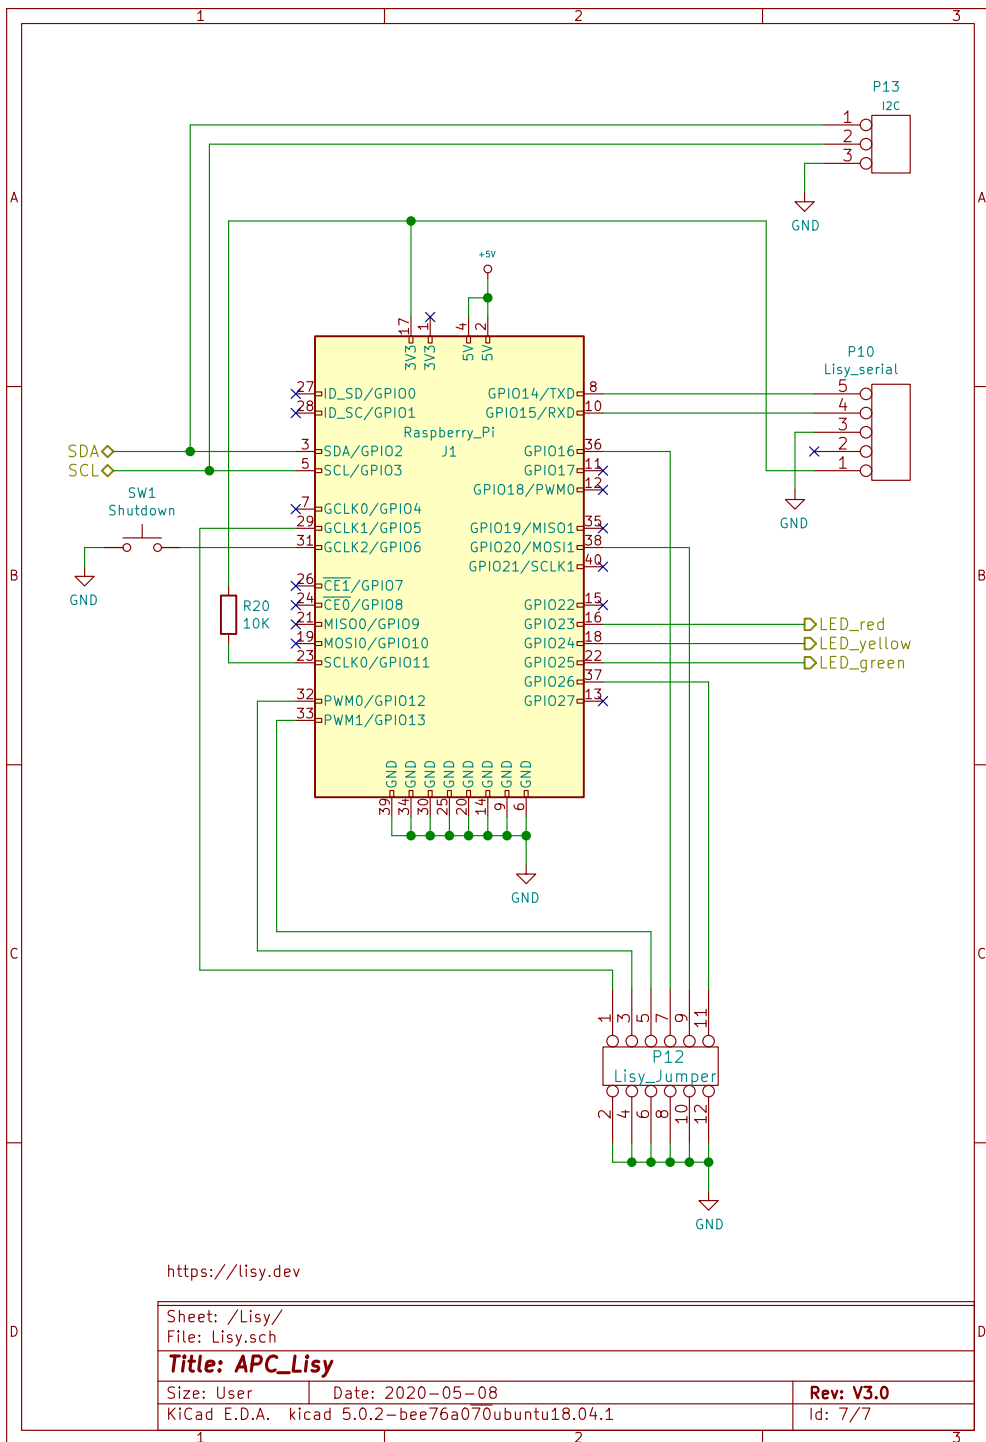 1 2 3
P13
I2C
1
2
3
A A
GND
+5V
17 1 4 2
3V3 3V3 5V 5V
P10
Lisy_serial
27 ID_SD/GPIO0 GPIO14/TXD 8 5
28 ID_SC/GPIO1 GPIO15/RXD 10 4
Raspberry_Pi 3
J1
SDA 3 SDA/GPIO2 GPIO16 36 2
SCL 5 SCL/GPIO3 GPIO17 11 1
GPIO18/PWM0 12
SW1
Shutdown
7 GCLK0/GPIO4
GND
29 GCLK1/GPIO5 GPIO19/MISO1 35
31 GCLK2/GPIO6 GPIO20/MOSI1 38
GPIO21/SCLK1 40
B B
GND
26 CE1/GPIO7
R20 24 CE0/GPIO8 GPIO22 15
10K 21 MISO0/GPIO9 GPIO23 16 LED_red
19 MOSI0/GPIO10 GPIO24 18 LED_yellow
23 SCLK0/GPIO11 GPIO25 22 LED_green
GPIO26 37
32 PWM0/GPIO12 GPIO27 13
33 PWM1/GPIO13
GND GND GND GND GND GND GND GND
39 34 30 25 20 14 9 6
GND
C C
1 3 5 7 9 11
P12
Lisy_Jumper
2 4 6 8 10 12
GND
https://lisy.dev
Sheet: /Lisy/
File: Lisy.sch
D D
Title: APC_Lisy
Size: User Date: 2020-05-08 Rev: V3.0
KiCad E.D.A. kicad 5.0.2-bee76a070ubuntu18.04.1 Id: 7/7
1 2 3